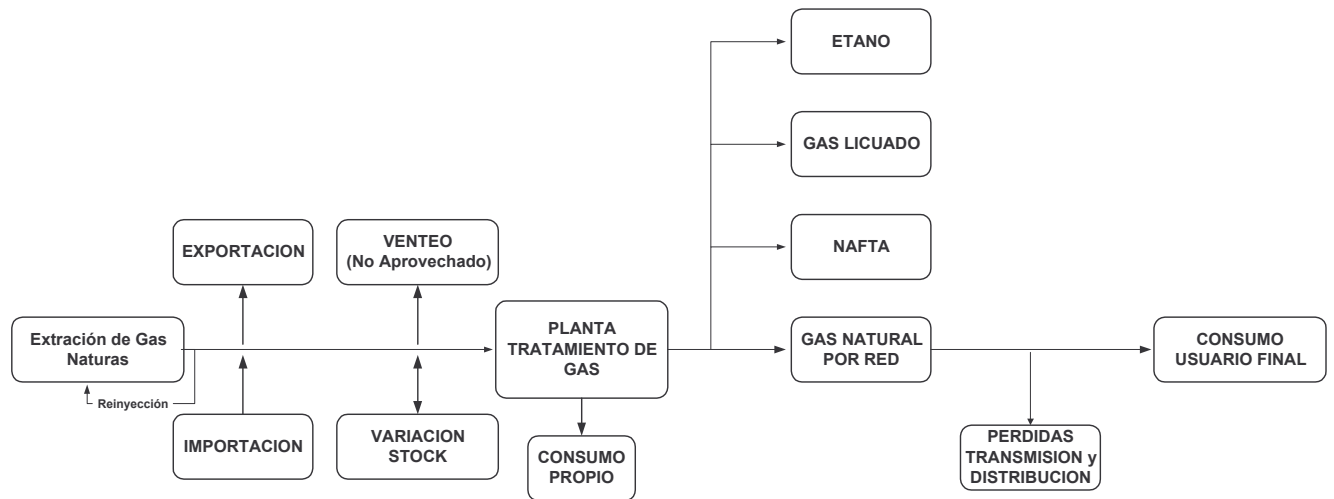 ETANO
GAS LICUADO
NAFTA
EXPORTACION
VENTEO
(No Aprovechado)
Extración de Gas
Naturas
Reinyección
PLANTA
TRATAMIENTO DE
GAS
GAS NATURAL
POR RED
CONSUMO
USUARIO FINAL
IMPORTACION
VARIACION
STOCK
CONSUMO
PROPIO
PERDIDAS
TRANSMISION y
DISTRIBUCION